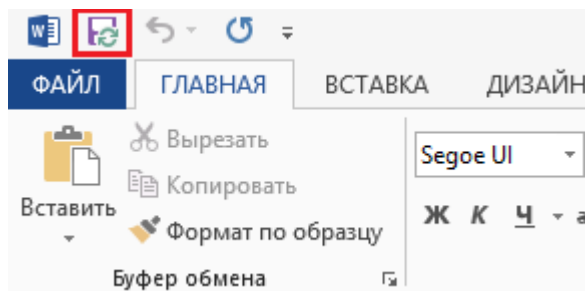 ФАЙЛ ГЛАВНАЯ ВСТАВКА ДИЗАЙН
Вырезать
Копировать
Формат по образцу
Вставить
Буфер обмена
Segoe UI
Ж К Ч